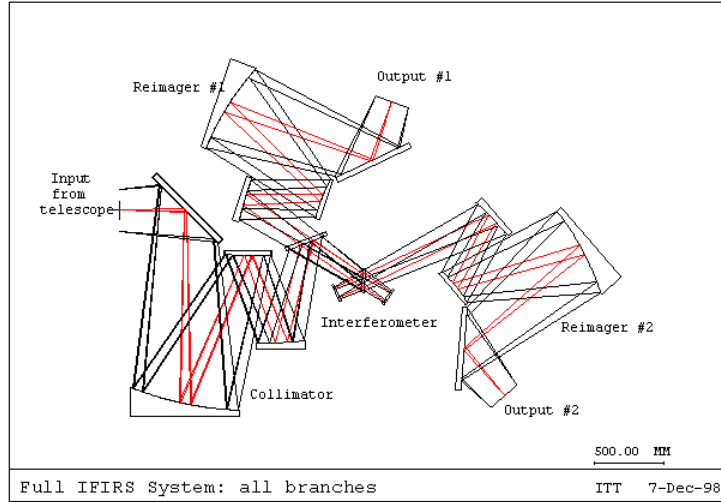 Reimager #1
Output #1
Input
from
telescope
Interferometer
Reimager #2
Collimator
Output #2
500.00 MM
Full IFIRS System: all branches
ITT 7-Dec-98